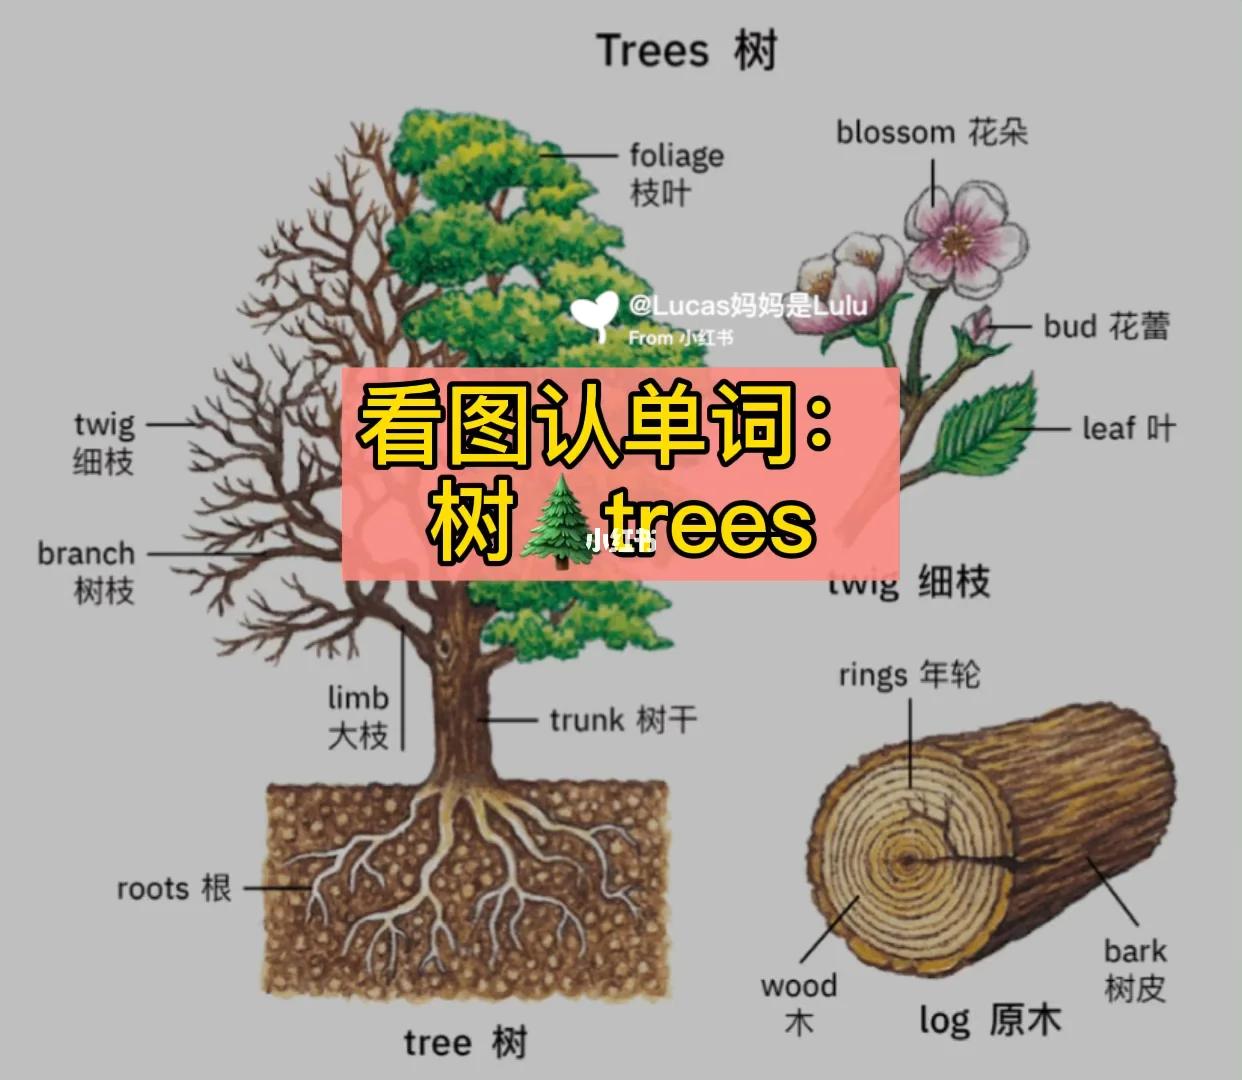 Trees 树
foliage
枝叶
blossom 花朵
@Lucas妈妈是Lulu
From 小红书
bud 花蕾
看图认单词：
twig
细枝
leaf 叶
树🌲trees
小红书
branch
树枝
twig 细枝
limb
大枝
trunk 树干
rings 年轮
roots 根
bark
树皮
wood
木
log 原木
tree 树